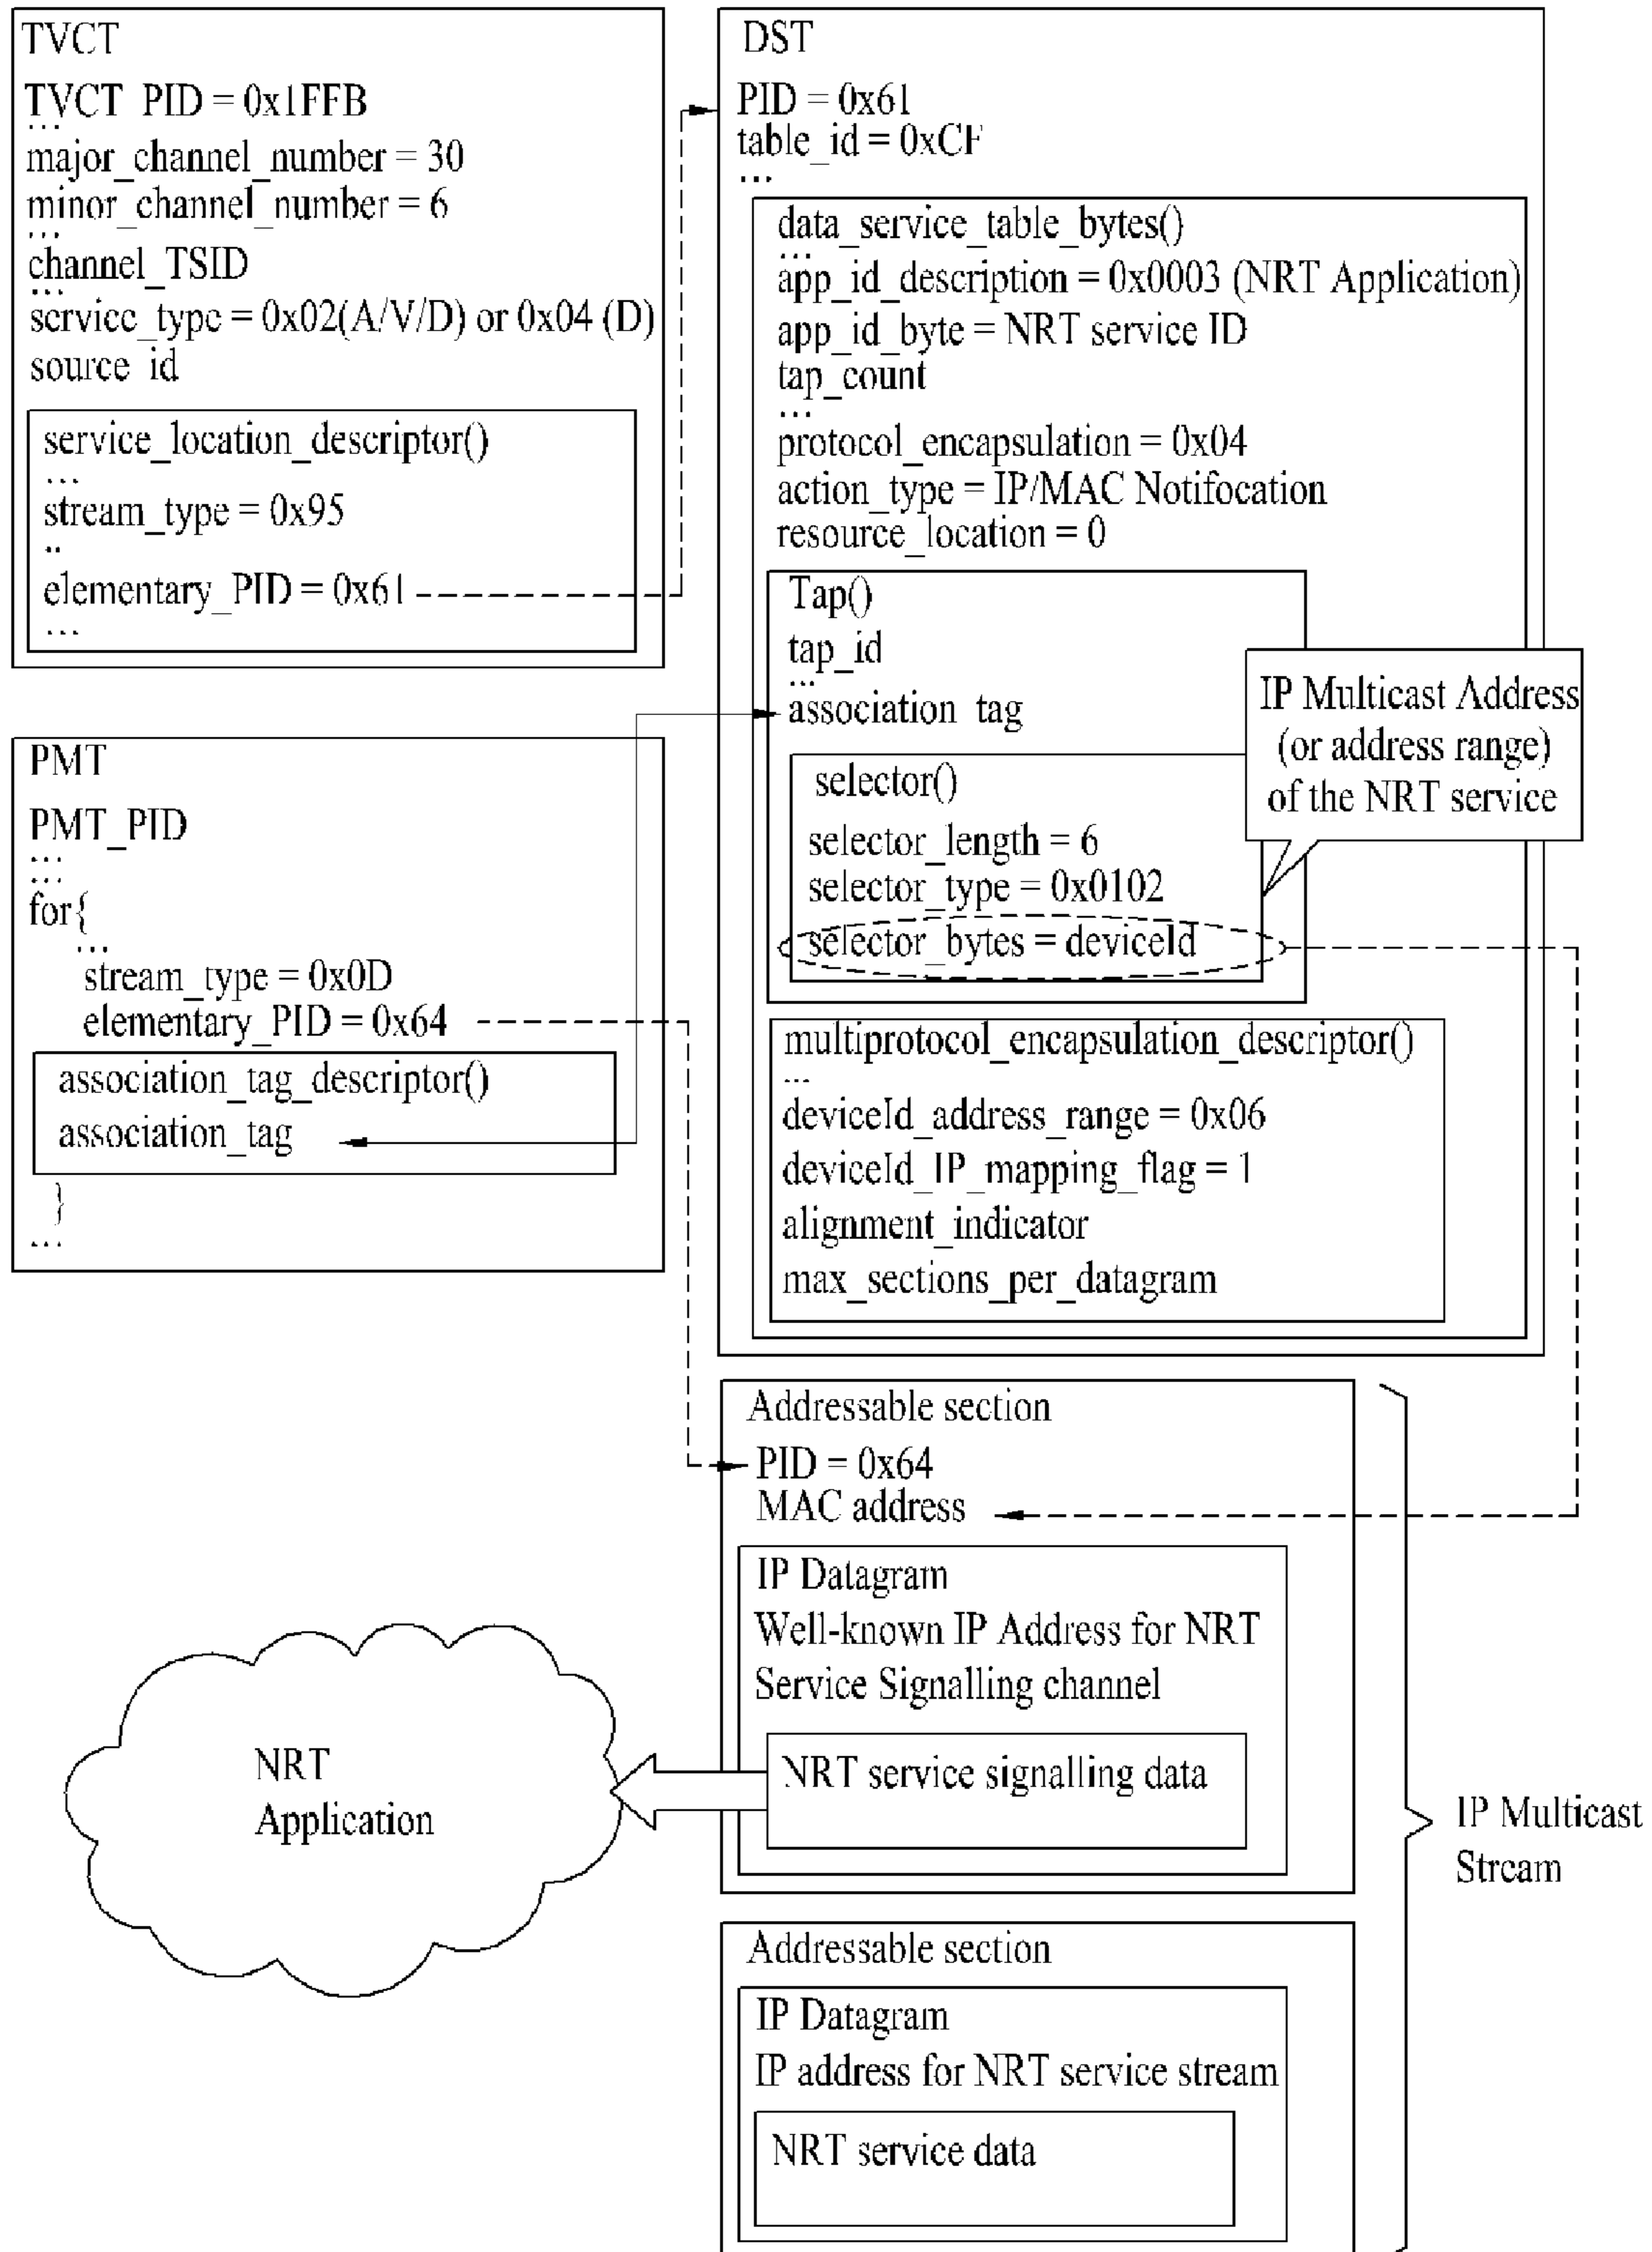 TVCT
TVCT_PID = 0x1FFB
...
major_channel_number = 30
minor_channel_number = 6
...
channel_TSID
...
service_type = 0x02(A/V/D) or 0x04 (D)
source_id
service_location_descriptor()
...
stream_type = 0x95
..
elementary_PID = 0x61
...
PMT
PMT_PID
...
...
for{
...
stream_type = 0x0D
elementary_PID = 0x64
association_tag_descriptor()
association_tag
}
...
DST
PID = 0x61
table_id = 0xCF
...
data_service_table_bytes()
...
app_id_description = 0x0003 (NRT Application)
app_id_byte = NRT service ID
tap_count
...
protocol_encapsulation = 0x04
action_type = IP/MAC Notifocation
resource_location = 0
Tap()
tap_id
...
association_tag
selector()
selector_length = 6
selector_type = 0x0102
selector_bytes = deviceId
IP Multicast Address
(or address range)
of the NRT service
multiprotocol_encapsulation_descriptor()
...
deviceId_address_range = 0x06
deviceId_IP_mapping_flag = 1
alignment_indicator
max_sections_per_datagram
Addressable section
PID = 0x64
MAC address
IP Datagram
Well-known IP Address for NRT
Service Signalling channel
NRT service signalling data
NRT
Application
IP Multicast
Stream
Addressable section
IP Datagram
IP address for NRT service stream
NRT service data